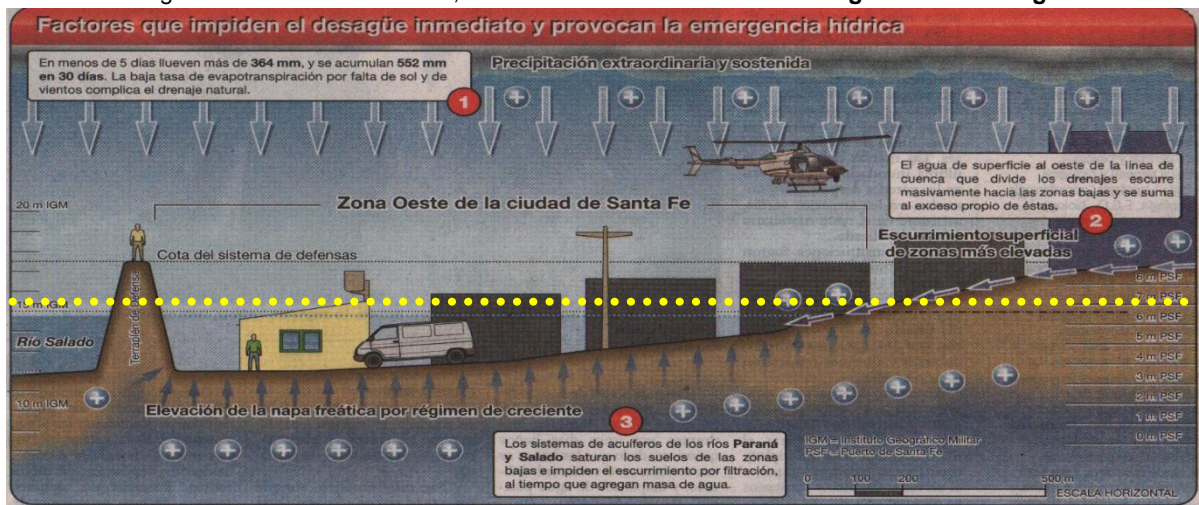 Factores que impiden el desagüe inmediato y provocan la emergencia hídrica
En menos de 5 días llueven más de 364 mm, y se acumulan 552 mm
en 30 días. La baja tasa de evapotranspiración por falta de sol y de
vientos complica el drenaje natural.
1
Precipitación extraordinaria y sostenida
El agua de superficie al oeste de la línea de
cuenca que divide los drenajes escurre
masivamente hacia las zonas bajas y se suma
al exceso propio de éstas.
2
20 m IGM
Zona Oeste de la ciudad de Santa Fe
Escurrimiento superficial
de zonas más elevadas
Cota del sistema de defensas
Terraplén de defensa
15 m IGM
Río Salado
10 m IGM
8 m PSF
7 m PSF
6 m PSF
5 m PSF
4 m PSF
3 m PSF
2 m PSF
1 m PSF
0 m PSF
Elevación de la napa freática por régimen de creciente
3
Los sistemas de acuíferos de los ríos Paraná
y Salado saturan los suelos de las zonas
bajas e impiden el escurrimiento por filtración,
al tiempo que agregan masa de agua.
IGM = Instituto Geográfico Militar
PSF = Puerto de Santa Fe
0 100 200 500 m
ESCALA HORIZONTAL